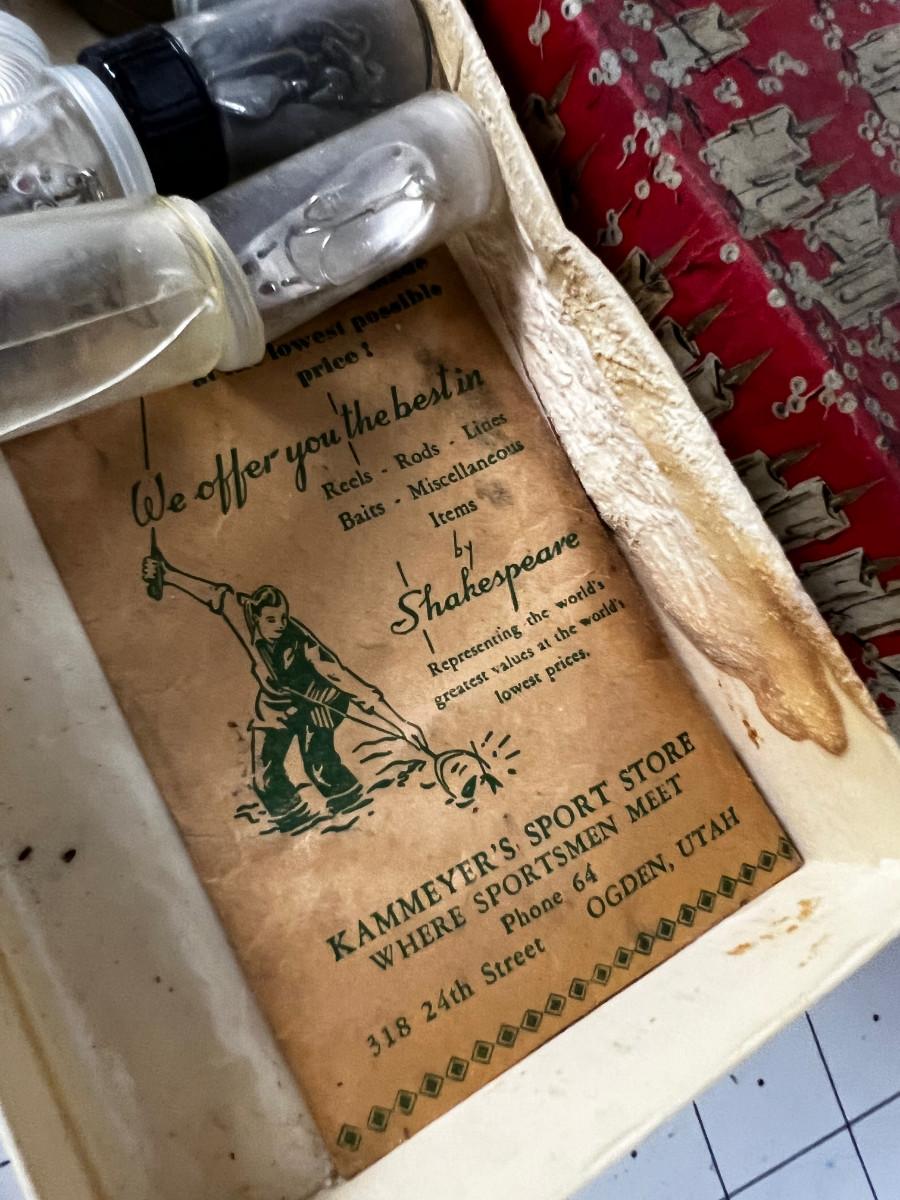 lowest possible
price!
We offer you the best in
Reels - Rods - Lines
Baits - Miscellaneous
Items
by
Shakespeare
Representing the world's
greatest values at the world's
lowest prices.
KAMMEYER'S SPORT STORE
WHERE SPORTSMEN MEET
Phone 64
318 24th Street OGDEN, UTAH